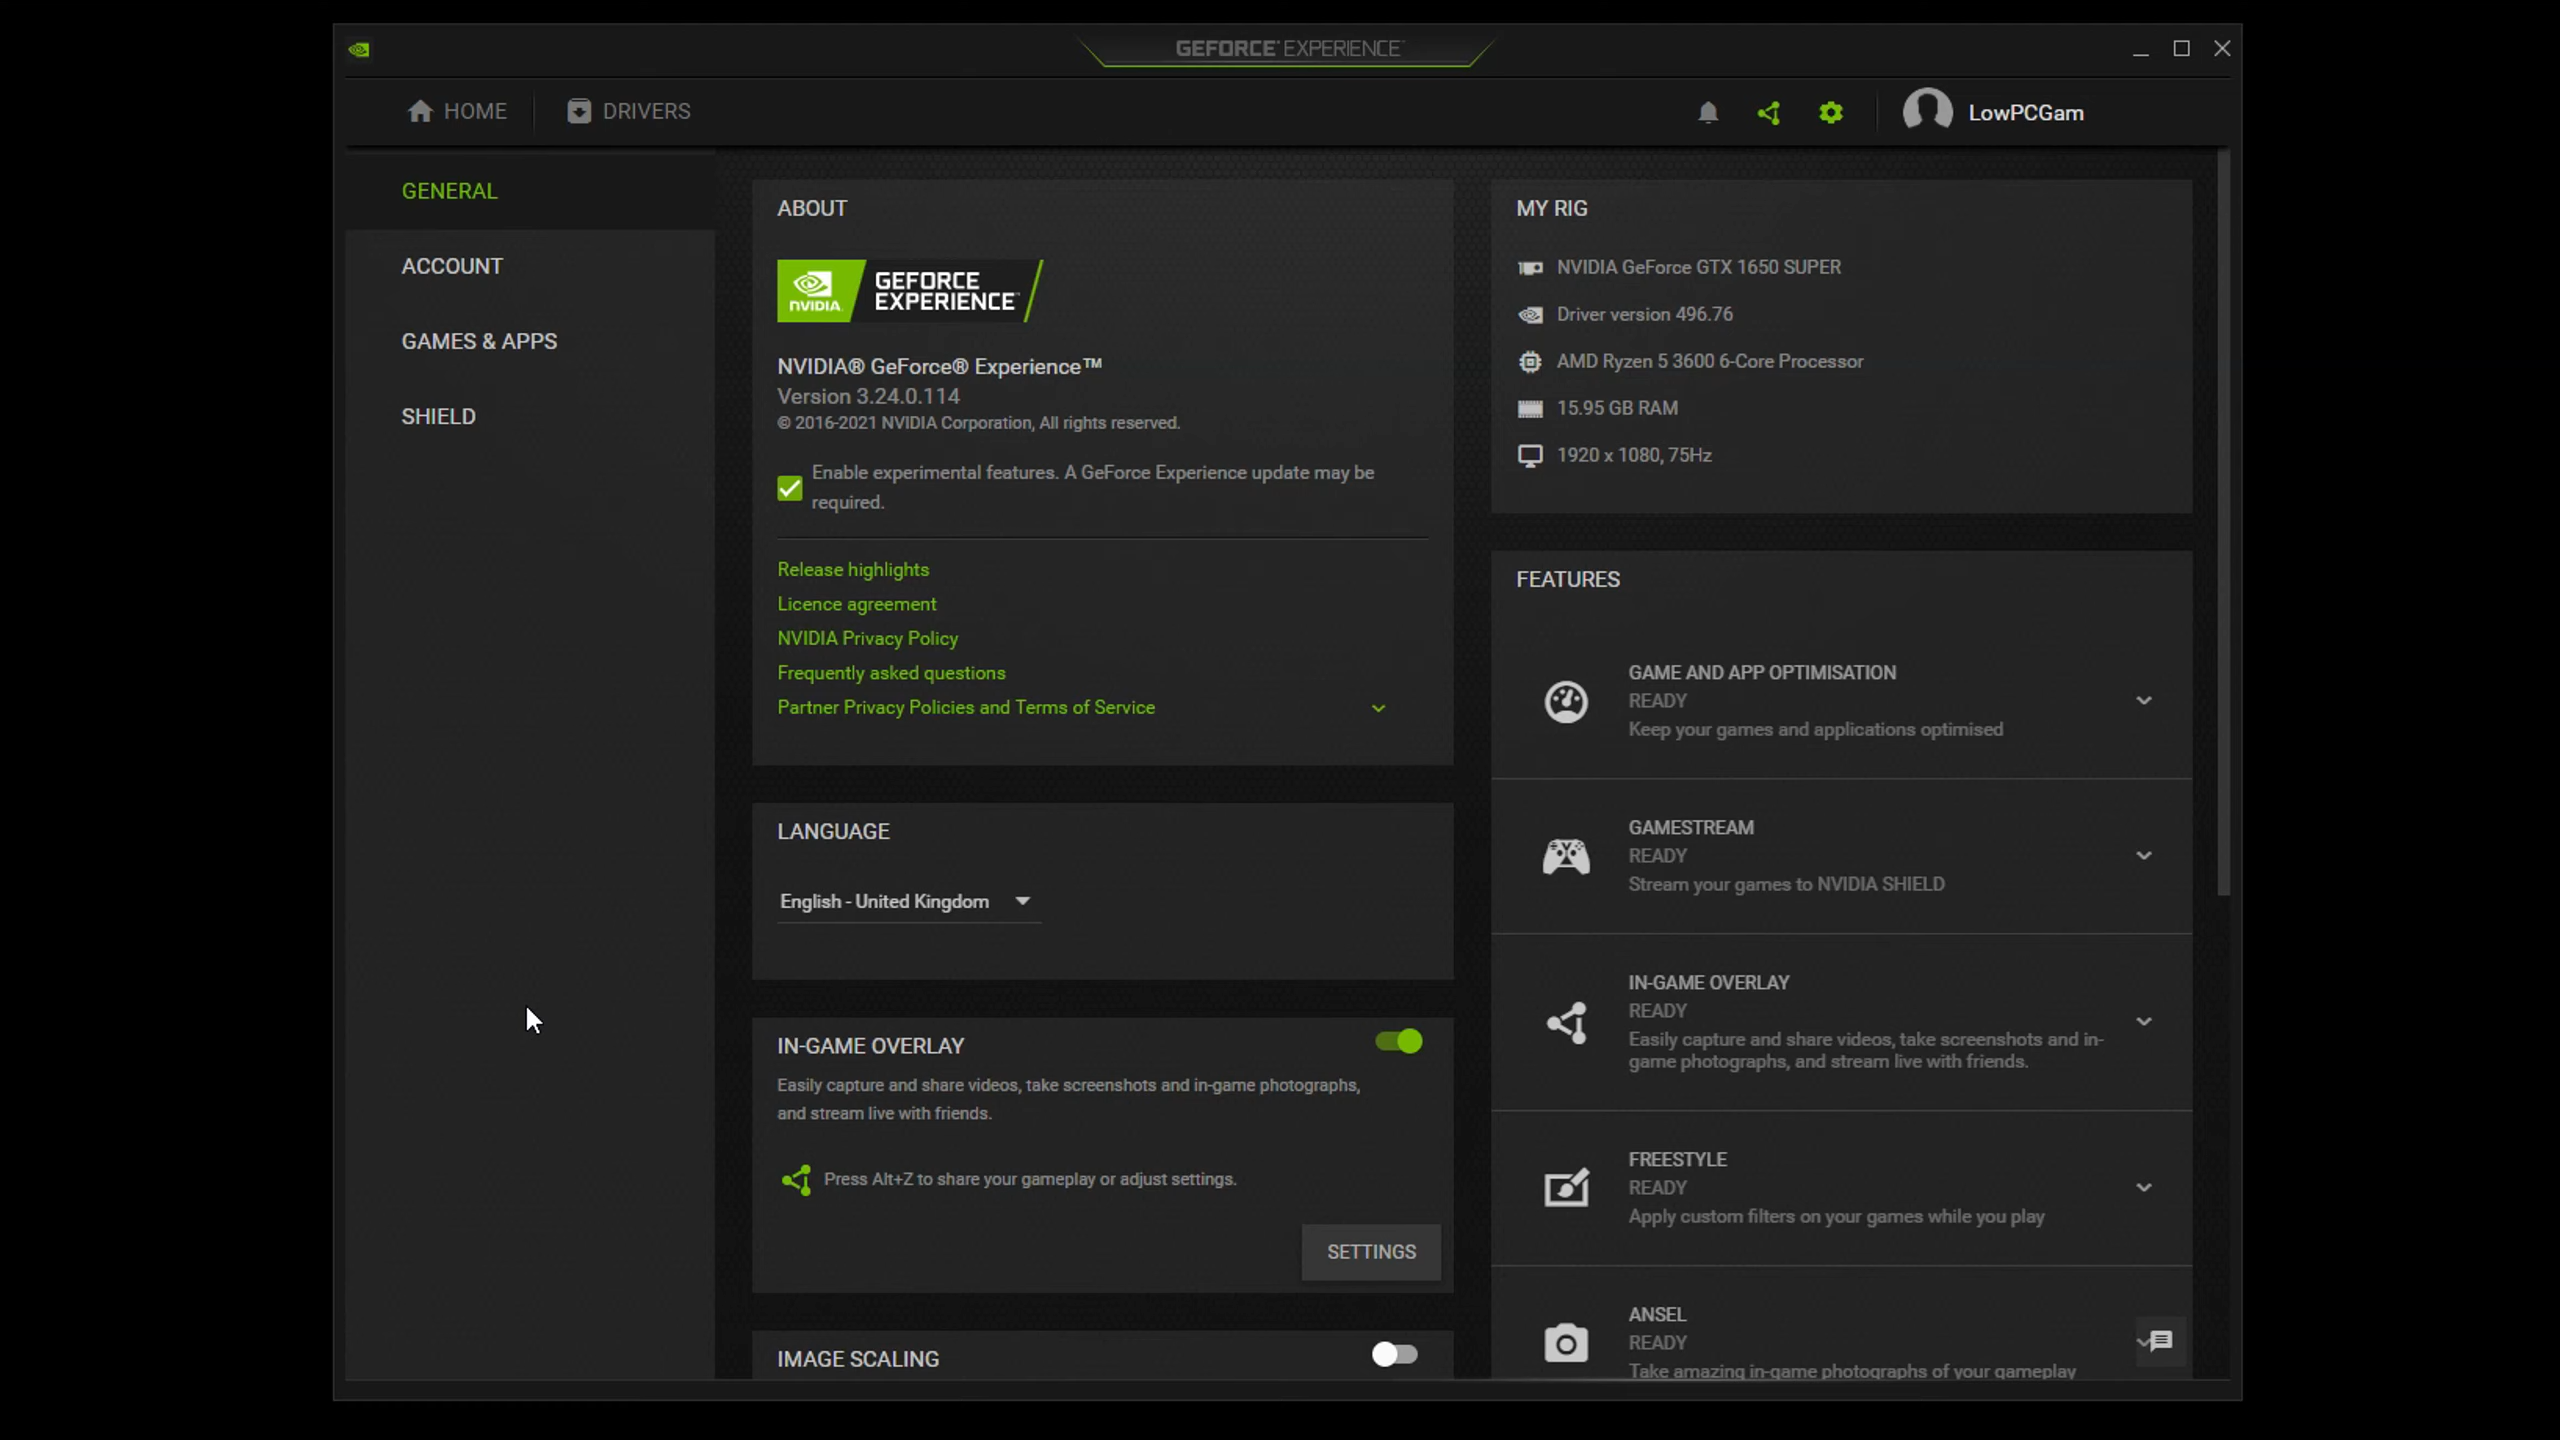 GEFORCE EXPERIENCE
HOME
DRIVERS
LowPCGam
GENERAL
ACCOUNT
GAMES & APPS
SHIELD
ABOUT
NVIDIA
GEFORCE
EXPERIENCE
NVIDIA® GeForce® Experience™
Version 3.24.0.114
© 2016-2021 NVIDIA Corporation, All rights reserved.
Enable experimental features. A GeForce Experience update may be
required.
Release highlights
Licence agreement
NVIDIA Privacy Policy
Frequently asked questions
Partner Privacy Policies and Terms of Service
LANGUAGE
English - United Kingdom
IN-GAME OVERLAY
Easily capture and share videos, take screenshots and in-game photographs,
and stream live with friends.
Press Alt+Z to share your gameplay or adjust settings.
SETTINGS
IMAGE SCALING
MY RIG
NVIDIA GeForce GTX 1650 SUPER
Driver version 496.76
AMD Ryzen 5 3600 6-Core Processor
15.95 GB RAM
1920 x 1080, 75Hz
FEATURES
GAME AND APP OPTIMISATION
READY
Keep your games and applications optimised
GAMESTREAM
READY
Stream your games to NVIDIA SHIELD
IN-GAME OVERLAY
READY
Easily capture and share videos, take screenshots and in-
game photographs, and stream live with friends.
FREESTYLE
READY
Apply custom filters on your games while you play
ANSEL
READY
Take amazing in-game photographs of your gameplay